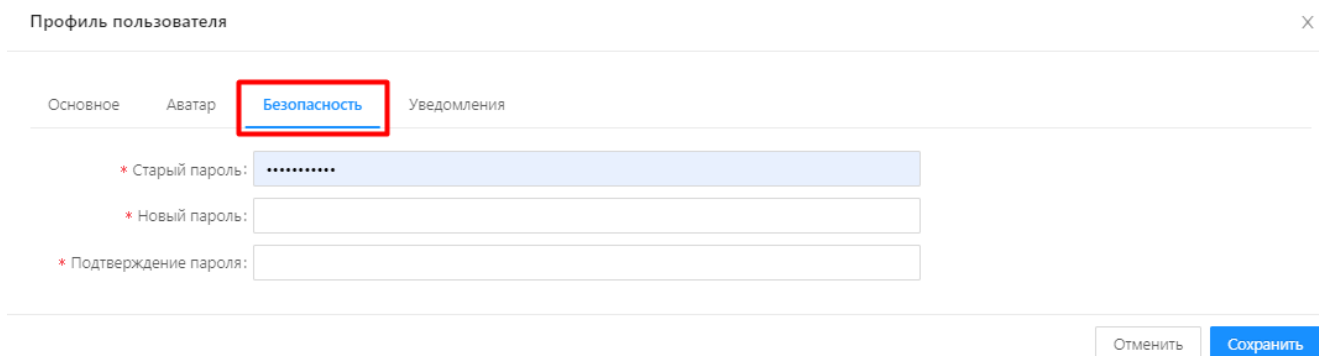 Профиль пользователя
Основное Аватар Безопасность Уведомления
* Старый пароль: •••••••••••
* Новый пароль:
* Подтверждение пароля:
Отменить Сохранить